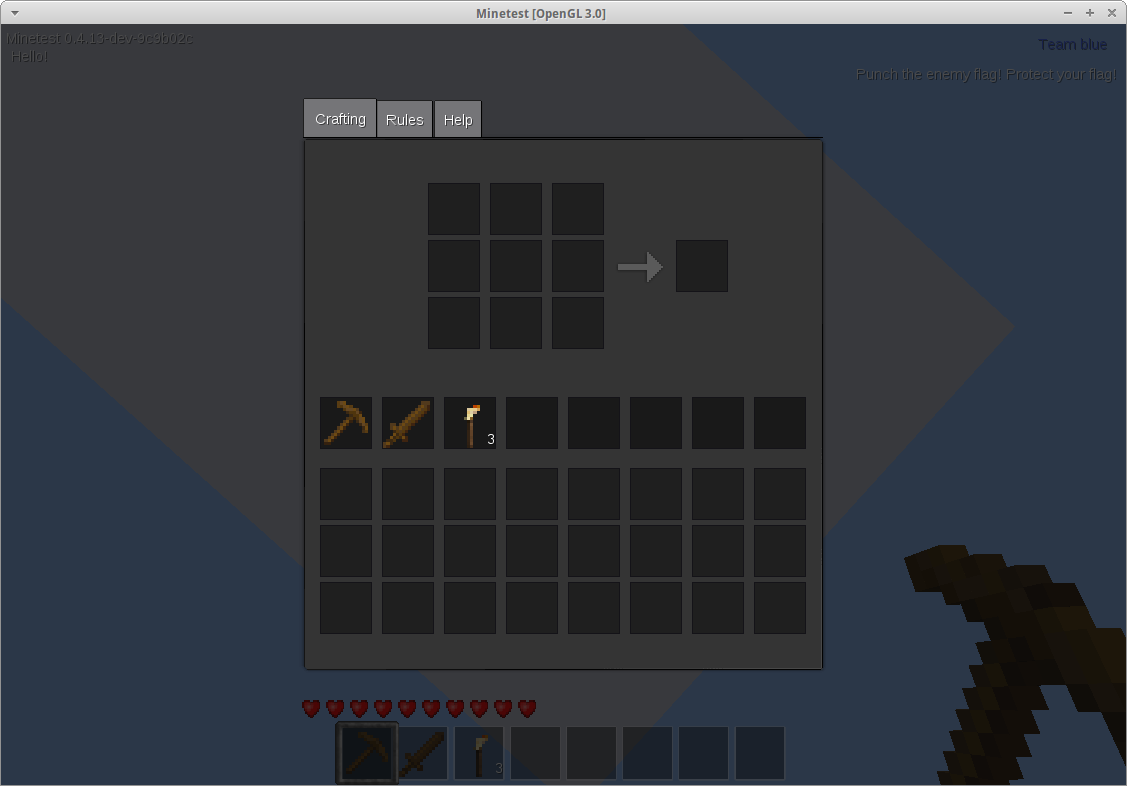 Minetest [OpenGL 3.0]
Minetest 0.4.13-dev-9c9b02c
Hello!
Team blue
Punch the enemy flag! Protect your flag!
Crafting
Rules
Help
3
3